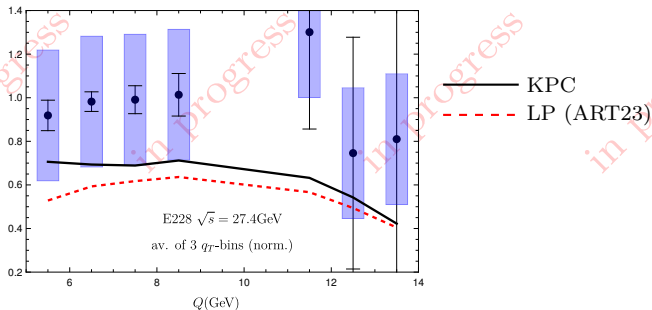 1.4
1.2
1.0
0.8
0.6
0.4
0.2
6
8
10
12
14
Q(GeV)
E228 √s = 27.4GeV
av. of 3 q_T-bins (norm.)
KPC
LP (ART23)
in progress
in progress
in progress